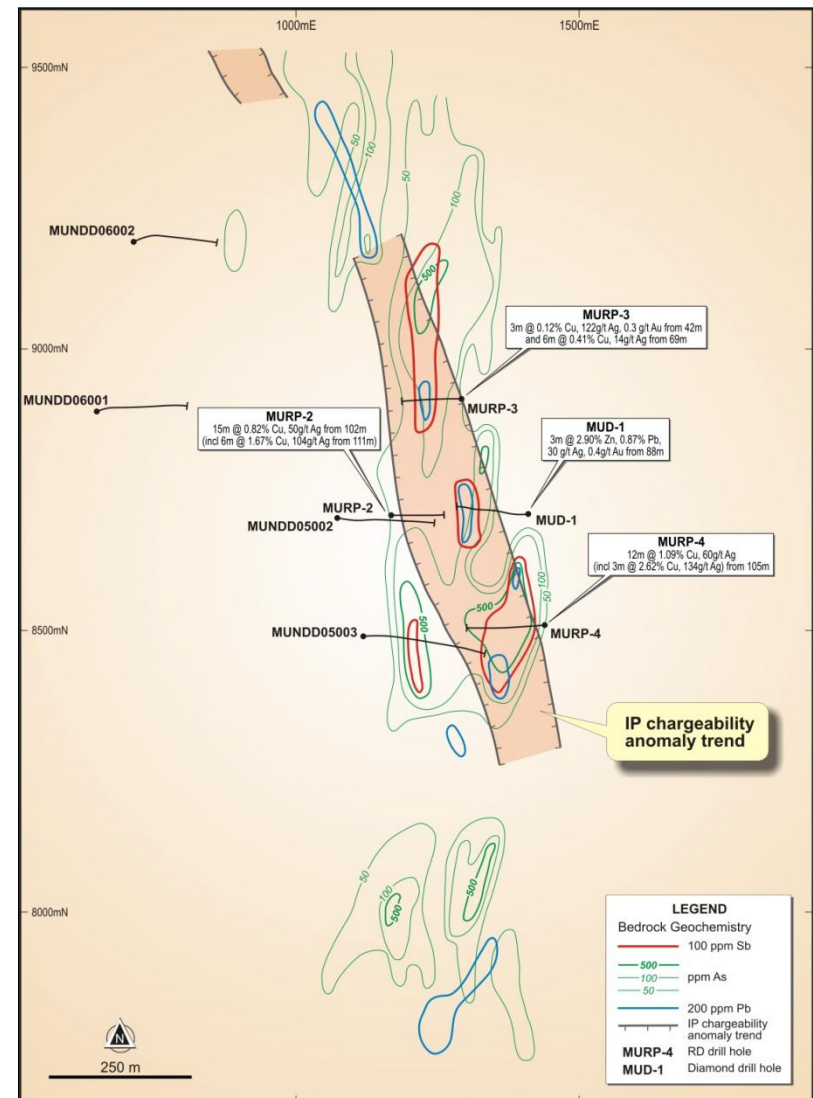 1000mE
1500mE
9500mN
50
100
50
100
MUNDD06002
500
MURP-3
3m @ 0.12% Cu, 122g/t Ag, 0.3 g/t Au from 42m
and 6m @ 0.41% Cu, 14g/t Ag from 69m
9000mN
MUNDD06001
MURP-3
MURP-2
15m @ 0.82% Cu, 50g/t Ag from 102m
(incl 6m @ 1.67% Cu, 104g/t Ag from 111m)
MUD-1
3m @ 2.90% Zn, 0.87% Pb,
30 g/t Ag, 0.4g/t Au from 88m
MURP-2
MUNDD05002
MUD-1
MURP-4
12m @ 1.09% Cu, 60g/t Ag
(incl 3m @ 2.62% Cu, 134g/t Ag) from 105m
100
50
500
500
8500mN
MUNDD05003
MURP-4
IP chargeability
anomaly trend
50
100
500
500
8000mN
LEGEND
Bedrock Geochemistry
100 ppm Sb
500
100 ppm As
50
200 ppm Pb
IP chargeability
anomaly trend
MURP-4 RD drill hole
MUD-1 Diamond drill hole
N
250 m